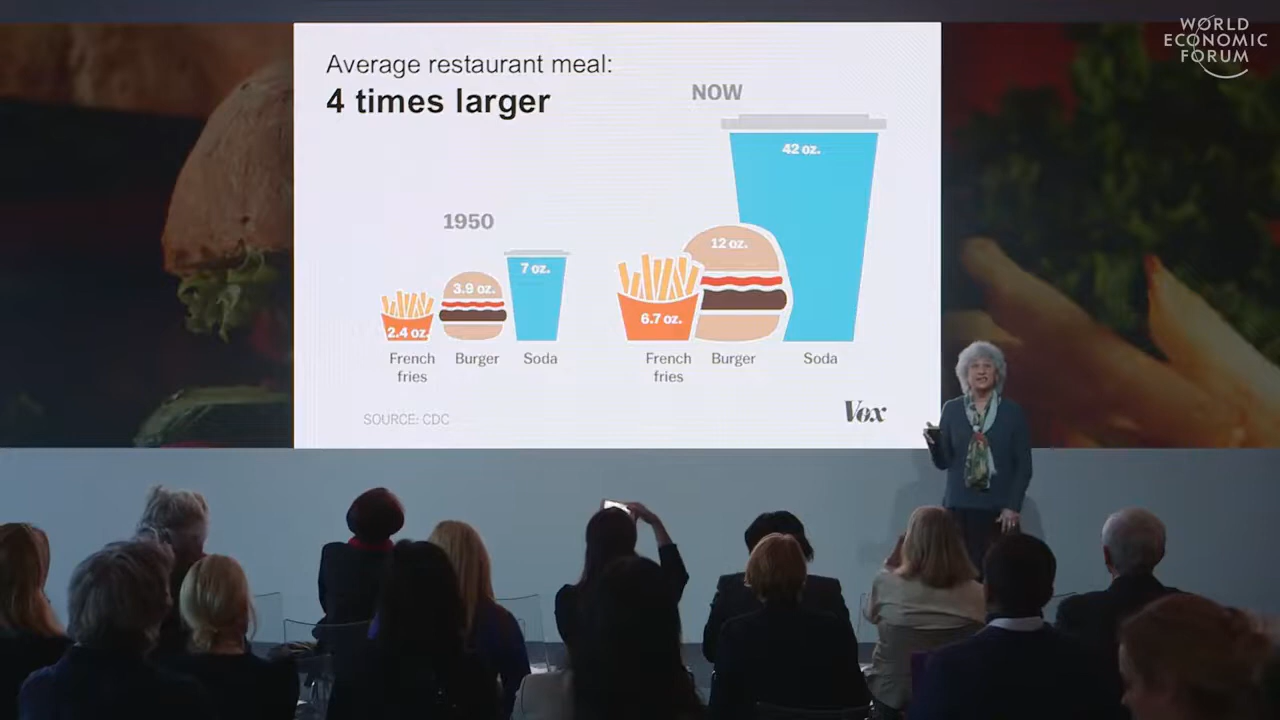 WORLD
ECONOMIC
FORUM
Average restaurant meal:
4 times larger
NOW
42 oz.
1950
12 oz.
7 oz.
3.9 oz.
2.4 oz.
6.7 oz.
French
fries
Burger
Soda
French
fries
Burger
Soda
SOURCE: CDC
Vox